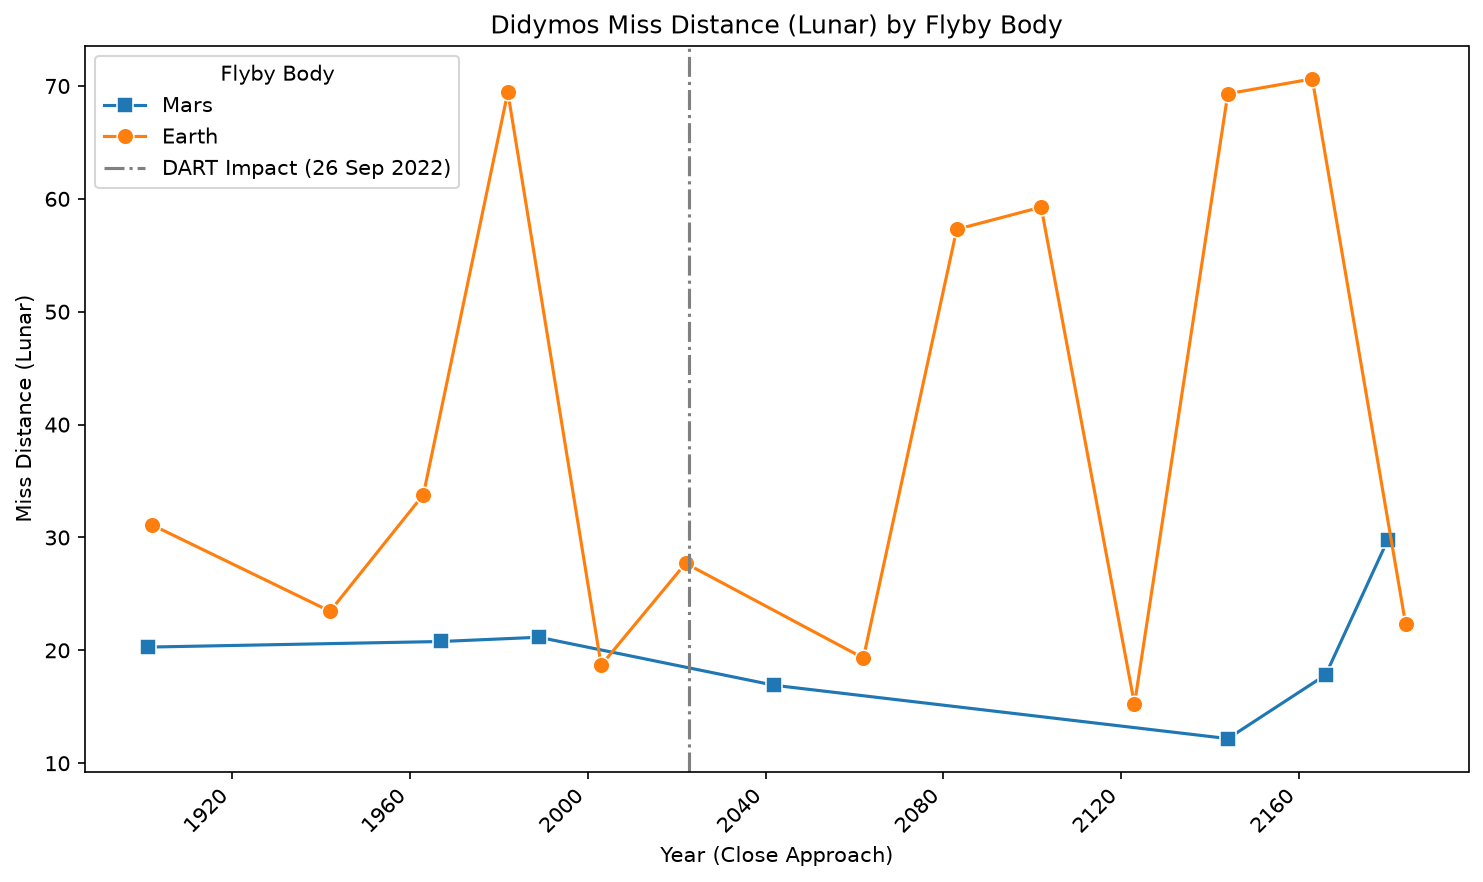 Didymos Miss Distance (Lunar) by Flyby Body
Flyby Body
Mars
Earth
DART Impact (26 Sep 2022)
Miss Distance (Lunar)
70
60
50
40
30
20
10
1920
1960
2000
2040
2080
2120
2160
Year (Close Approach)